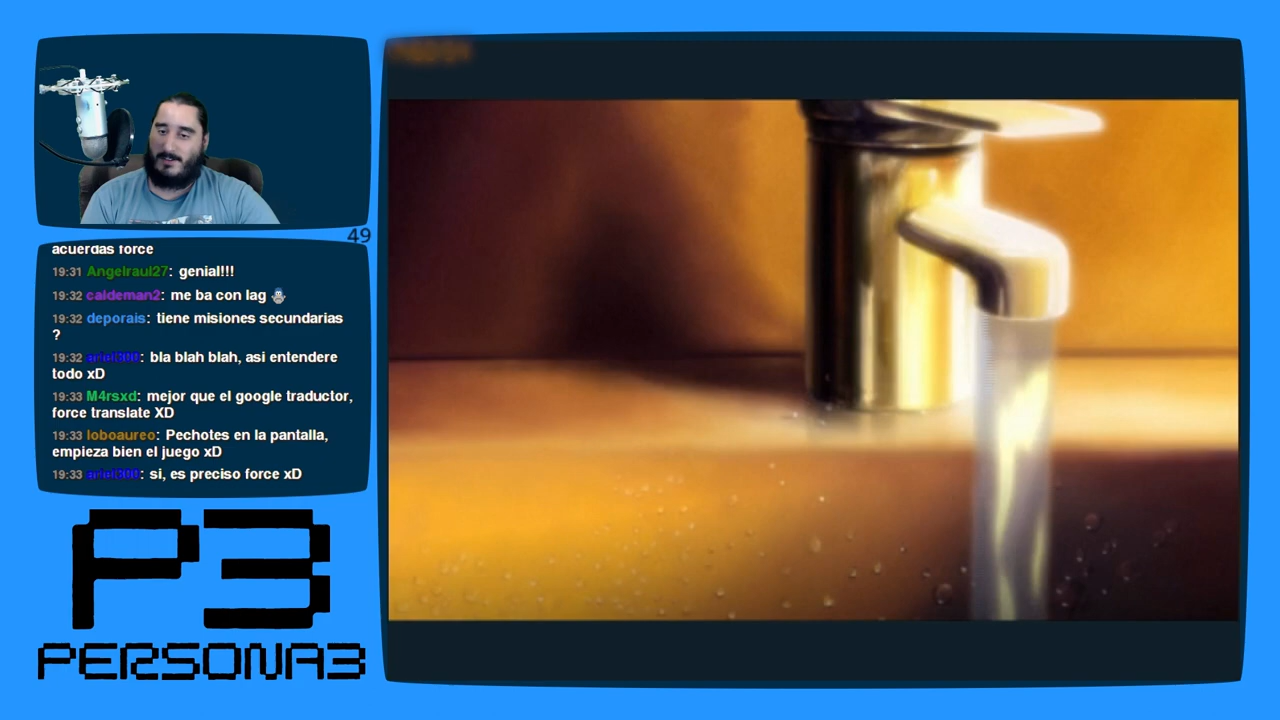 49
acuerdas force
19:31 Angelraul27: genial!!!
19:32 caideman2: me ba con lag
19:32 deporais: tiene misiones secundarias
?
19:32 ariel380: bla blah blah, asi entendere
todo xD
19:33 M4rsxd: mejor que el google traductor,
force translate XD
19:33 loboaureo: Pechotes en la pantalla,
empieza bien el juego xD
19:33 ariel380: si, es preciso force xD
P3
PERSONA3